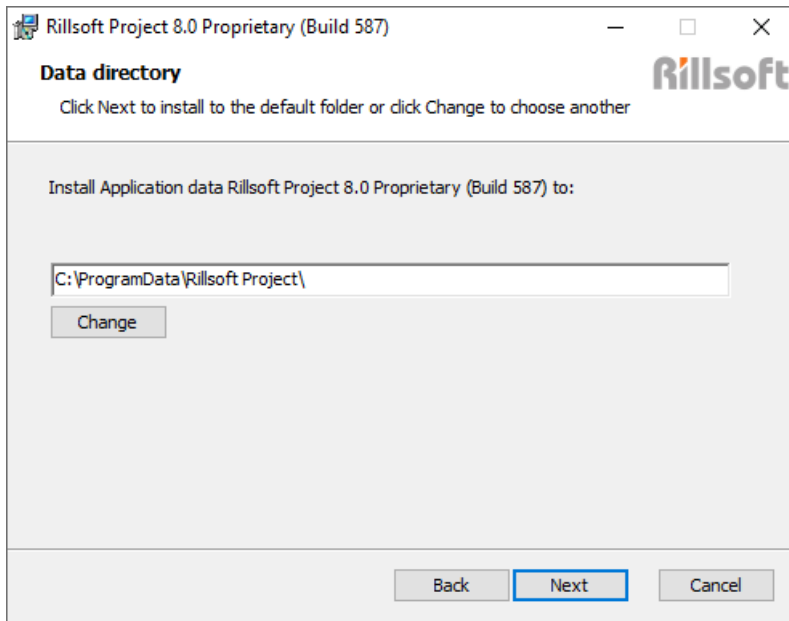 Rillsoft Project 8.0 Proprietary (Build 587)
Data directory
Rillsoft
Click Next to install to the default folder or click Change to choose another
Install Application data Rillsoft Project 8.0 Proprietary (Build 587) to:
C:\ProgramData\Rillsoft Project\
Change
Back Next Cancel